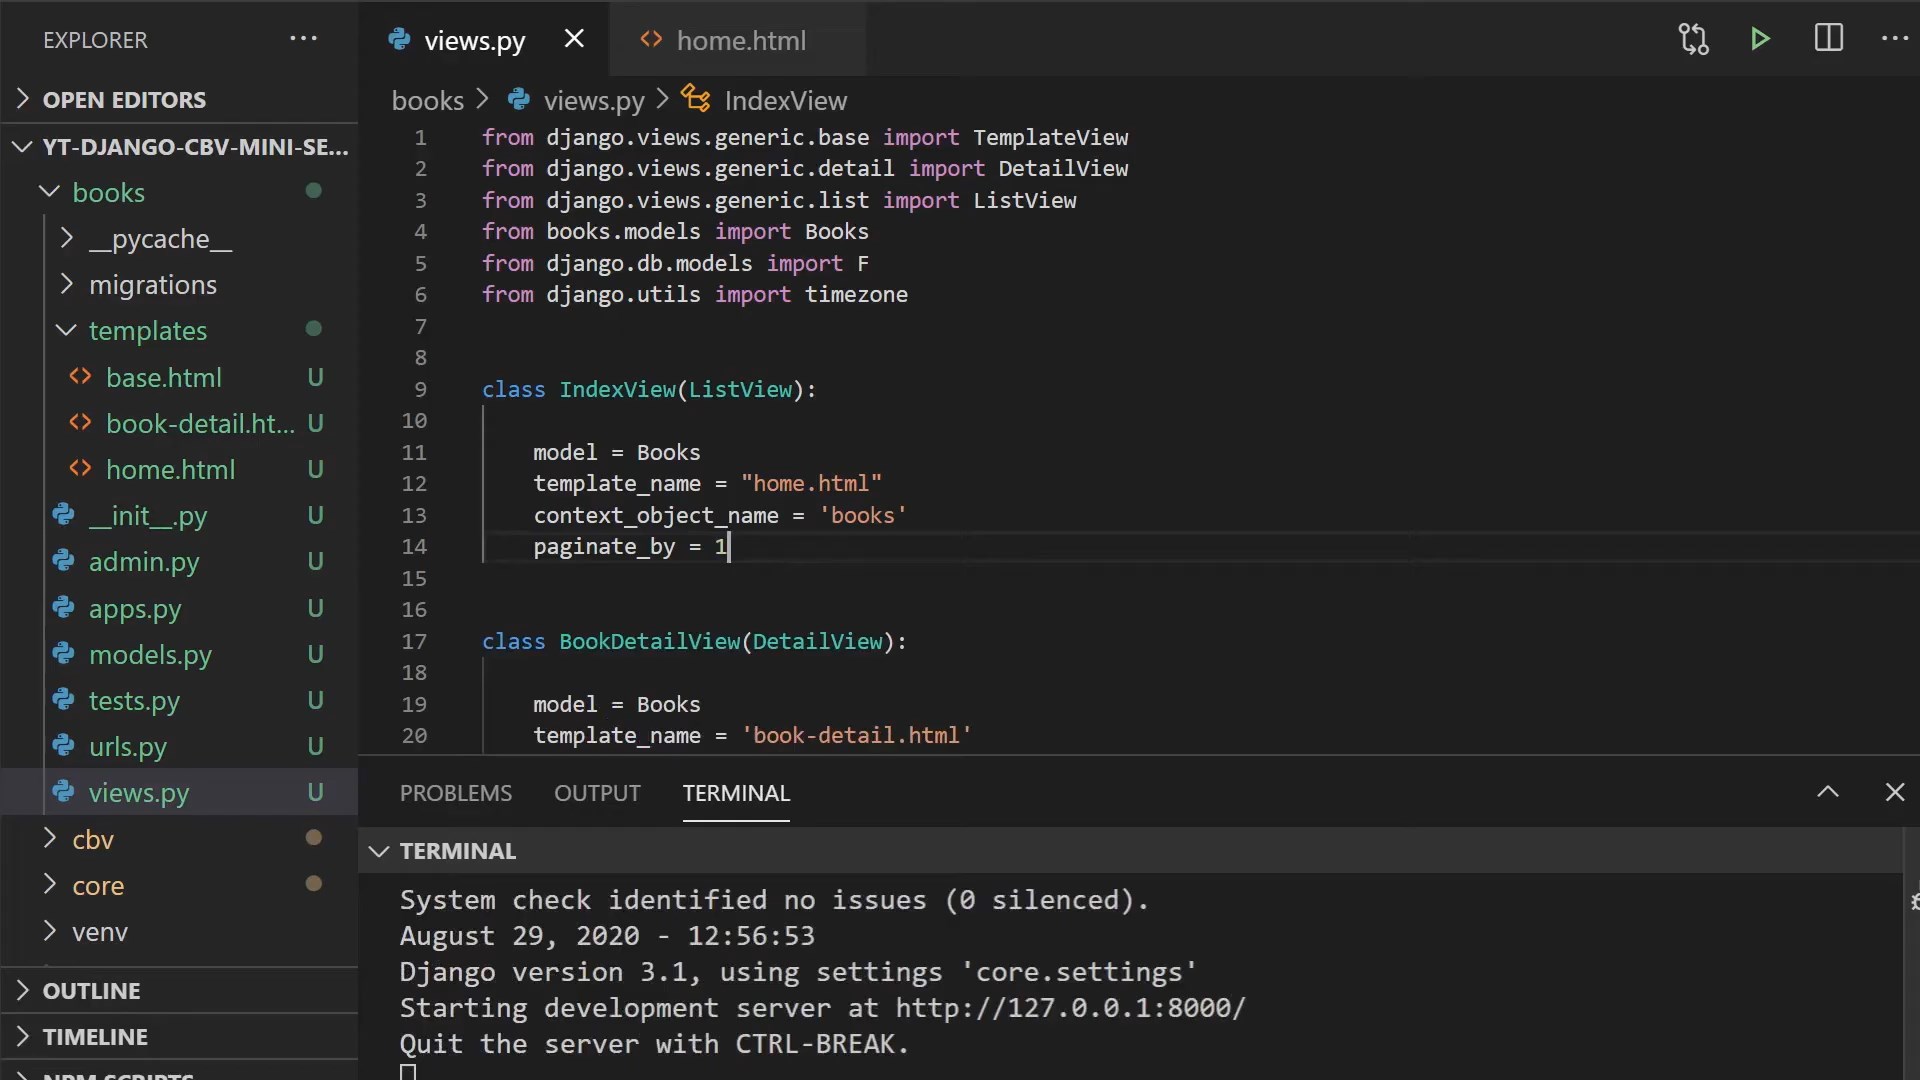 EXPLORER
OPEN EDITORS
YT-DJANGO-CBV-MINI-SE...
books
__pycache__
migrations
templates
base.html U
book-detail.ht... U
home.html U
__init__.py U
admin.py U
apps.py U
models.py U
tests.py U
urls.py U
views.py U
cbv
core
venv
OUTLINE
TIMELINE
NPM SCRIPTS
views.py home.html
books > views.py > IndexView
1 from django.views.generic.base import TemplateView
2 from django.views.generic.detail import DetailView
3 from django.views.generic.list import ListView
4 from books.models import Books
5 from django.db.models import F
6 from django.utils import timezone
7
8
9 class IndexView(ListView):
10
11 model = Books
12 template_name = "home.html"
13 context_object_name = 'books'
14 paginate_by = 1
15
16
17 class BookDetailView(DetailView):
18
19 model = Books
20 template_name = 'book-detail.html'
PROBLEMS OUTPUT TERMINAL
TERMINAL
System check identified no issues (0 silenced).
August 29, 2020 - 12:56:53
Django version 3.1, using settings 'core.settings'
Starting development server at http://127.0.0.1:8000/
Quit the server with CTRL-BREAK.